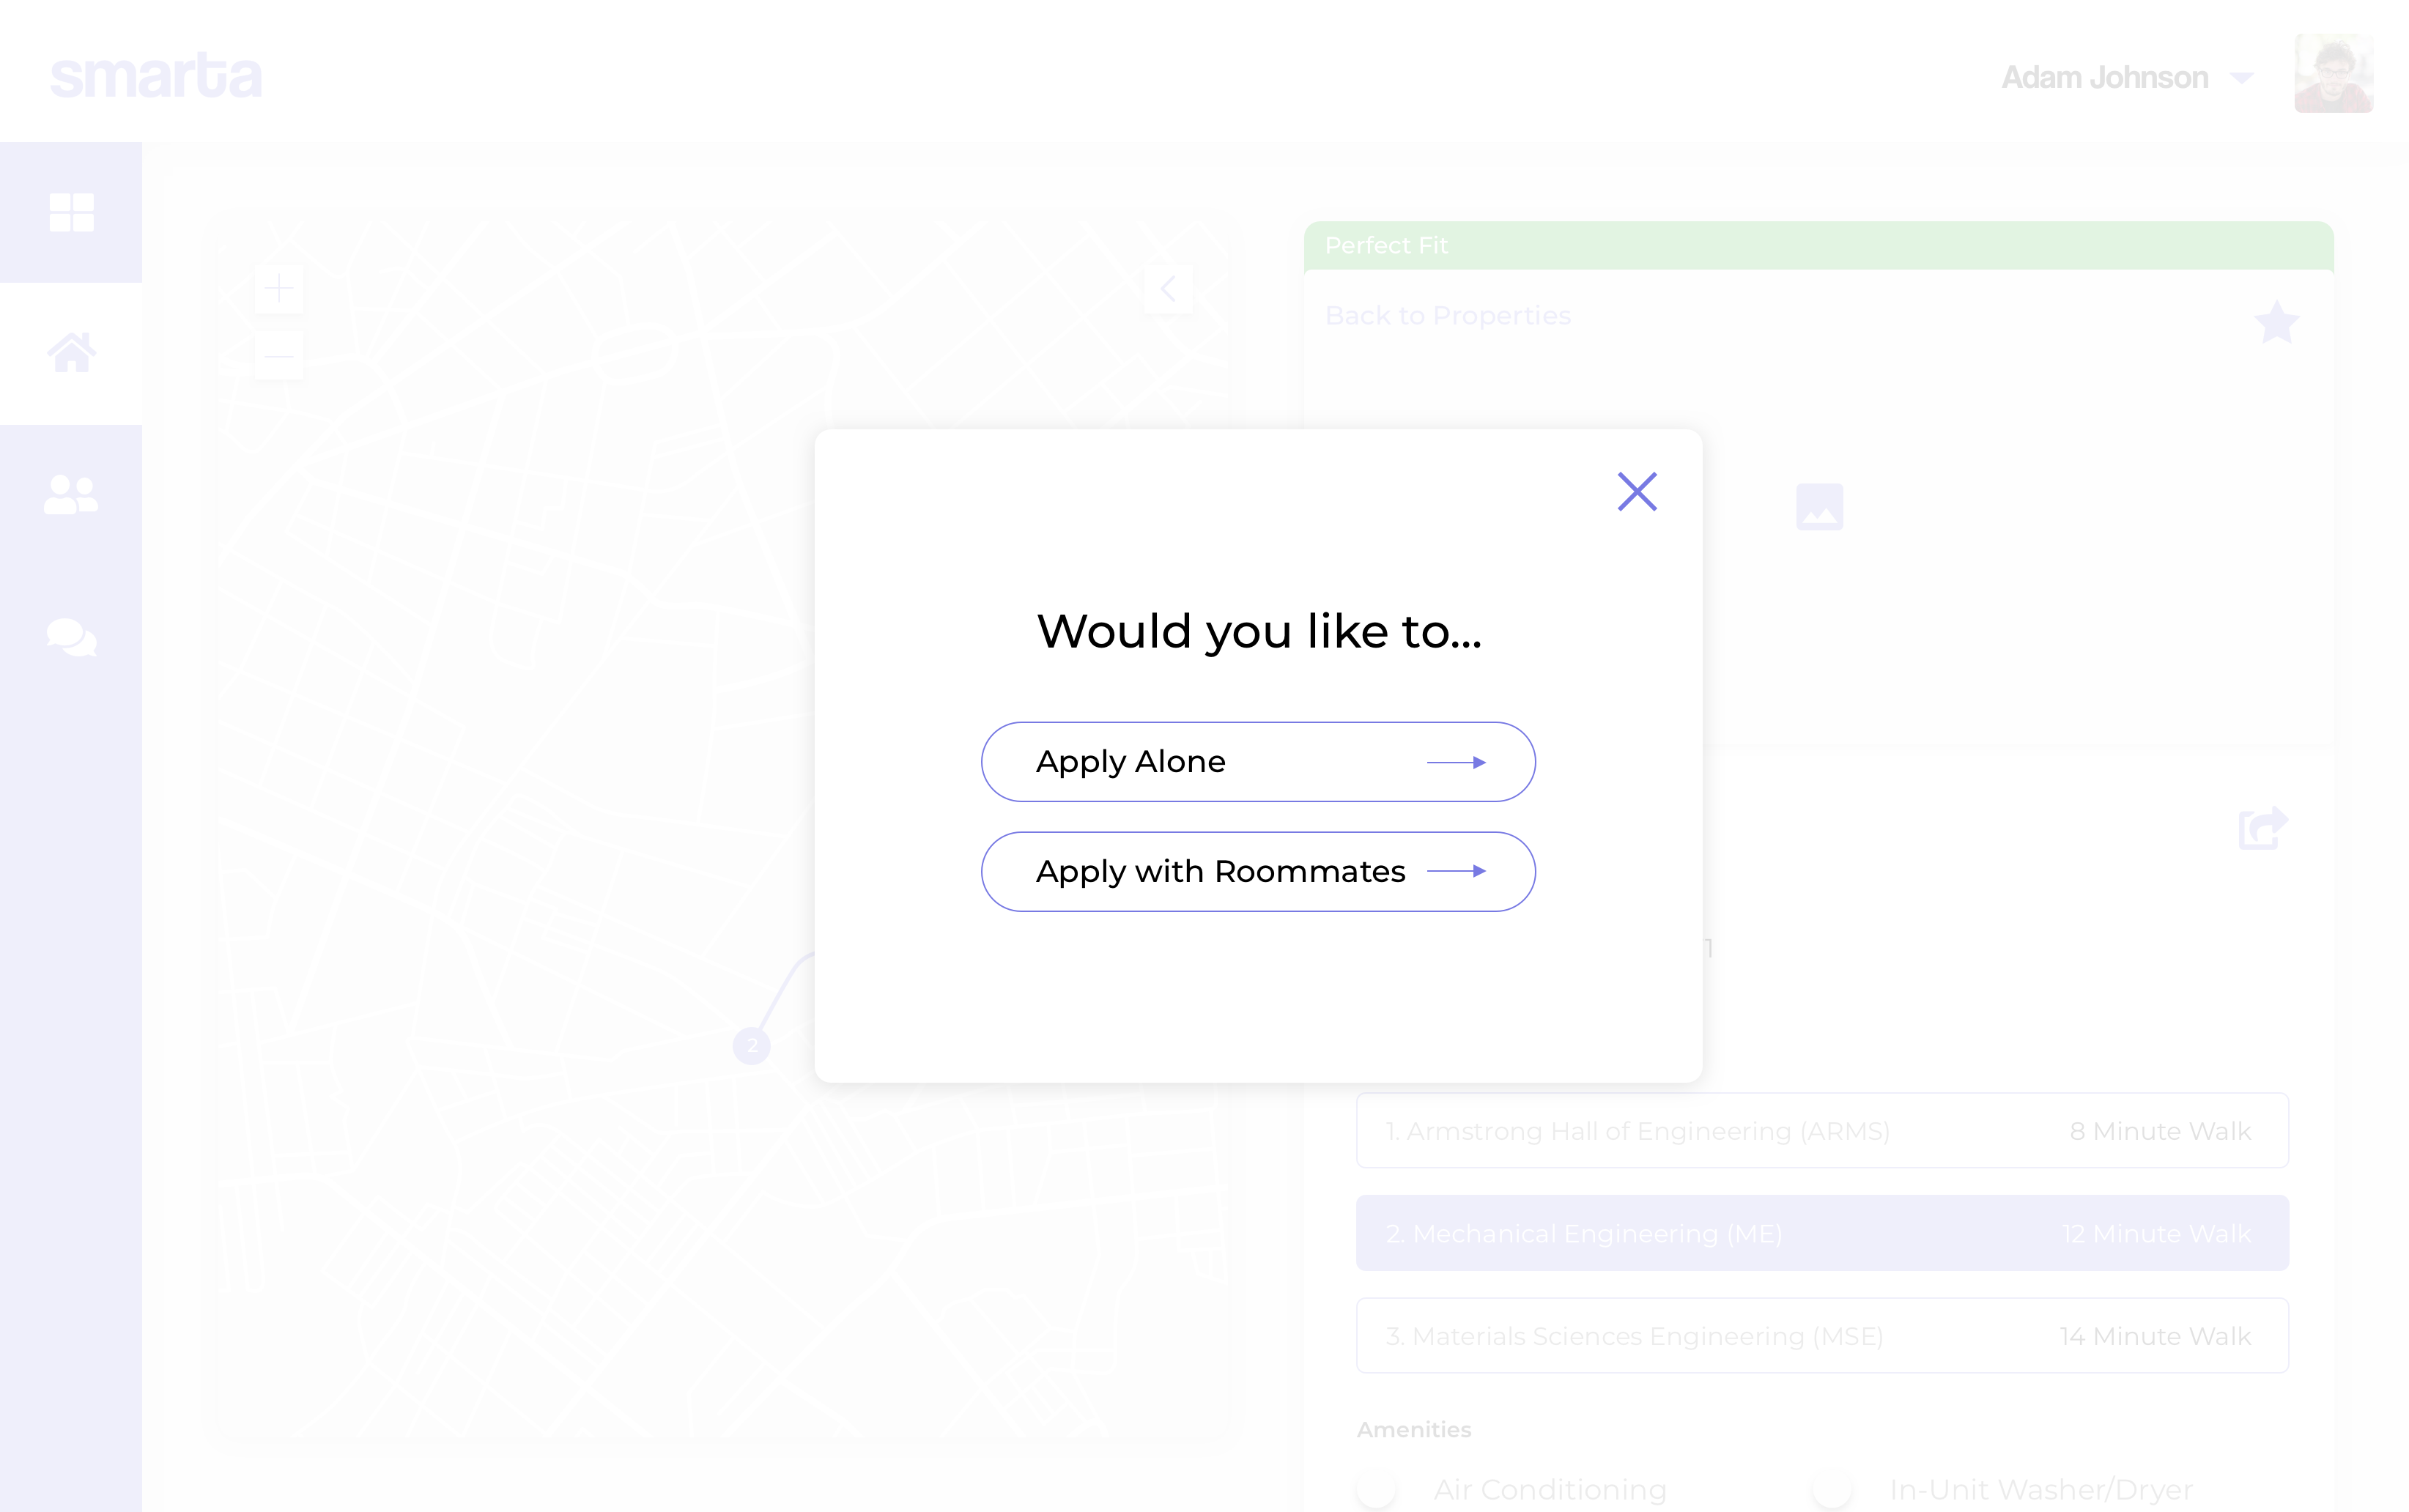 smarta
Adam Johnson
Perfect Fit
Back to Properties
Would you like to...
Apply Alone
Apply with Roommates
2
1. Armstrong Hall of Engineering (ARMS) 8 Minute Walk
2. Mechanical Engineering (ME) 12 Minute Walk
3. Materials Sciences Engineering (MSE) 14 Minute Walk
Amenities
Air Conditioning In-Unit Washer/Dryer